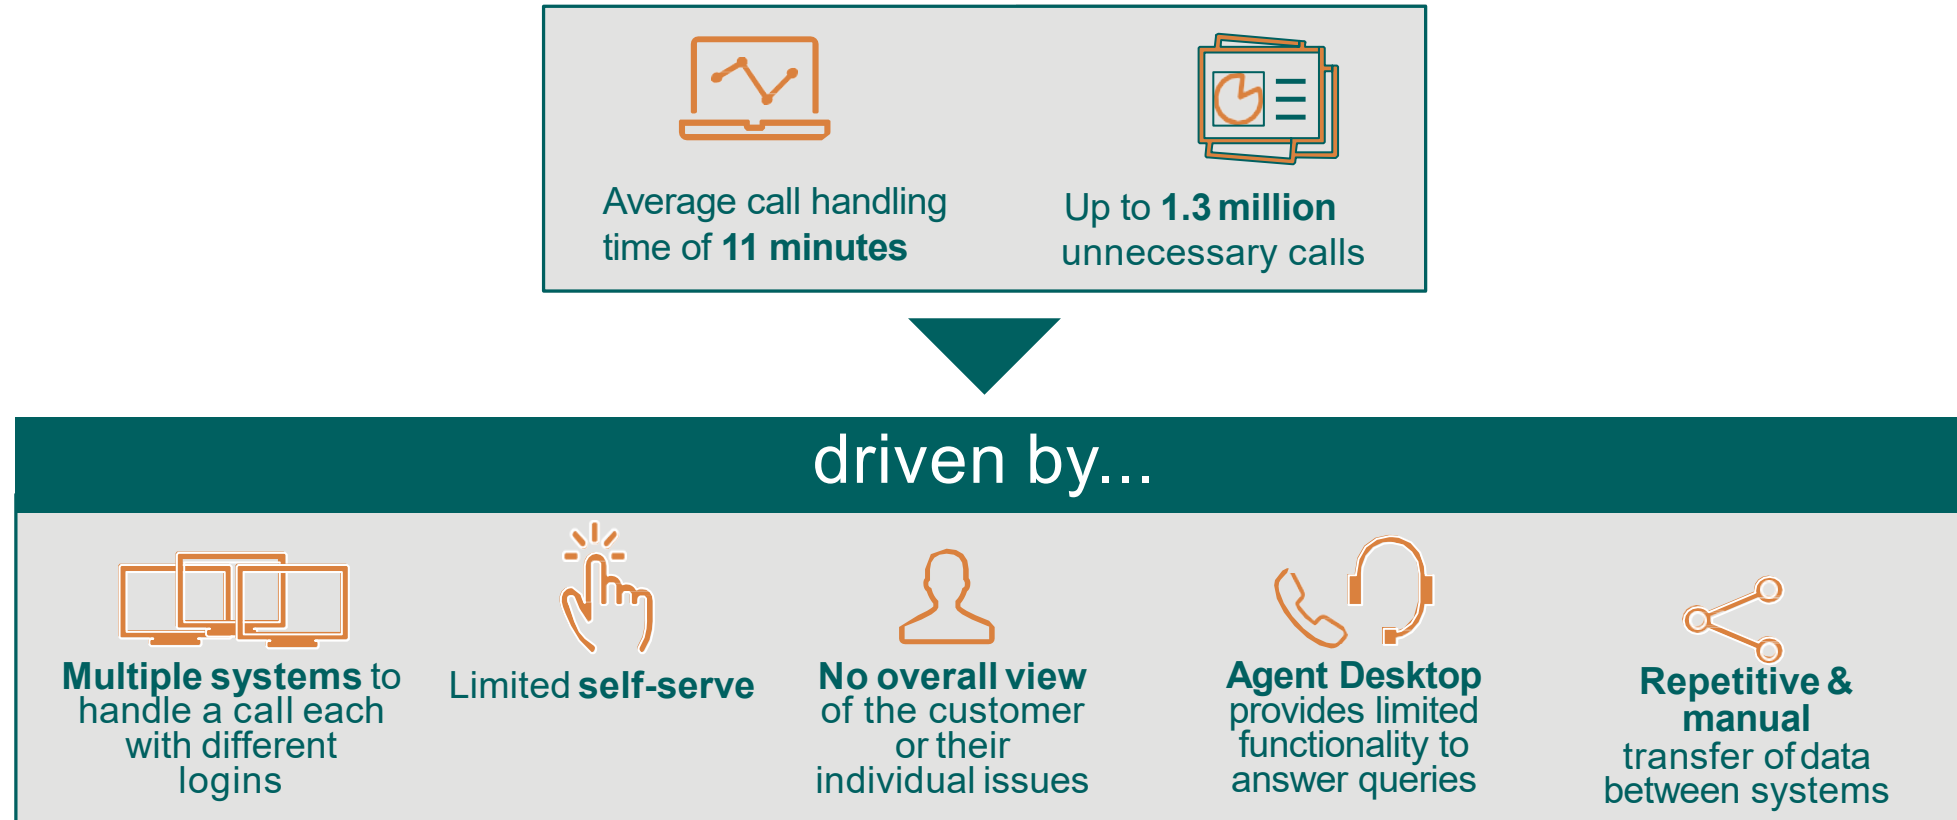 Average call handling
time of 11 minutes
Up to 1.3 million
unnecessary calls
driven by...
Multiple systems to
handle a call each
with different
logins
Limited self-serve
No overall view
of the customer
or their
individual issues
Agent Desktop
provides limited
functionality to
answer queries
Repetitive &
manual
transfer of data
between systems